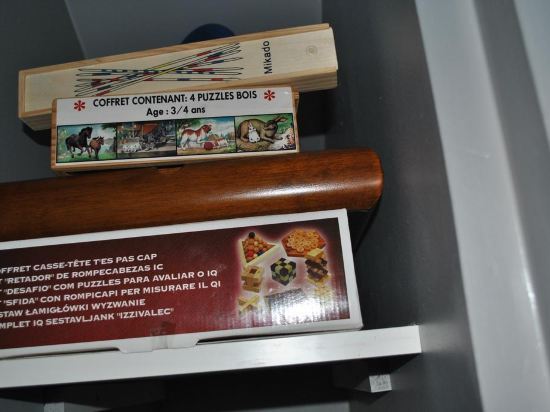 Mikado
* COFFRET CONTENANT: 4 PUZZLES BOIS *
Age : 3/4 ans
OFFRET CASSE-TÊTE T'ES PAS CAP
"RETADOR" DE ROMPECABEZAS IC
"DESAFIO" COM PUZZLES PARA AVALIAR O IQ
"SFIDA" CON ROMPICAPI PER MISURARE IL QI
STAW ŁAMIGŁÓWKI WYZWANIE
MPLET IQ SESTAVLJANK "IZZIVALEC"